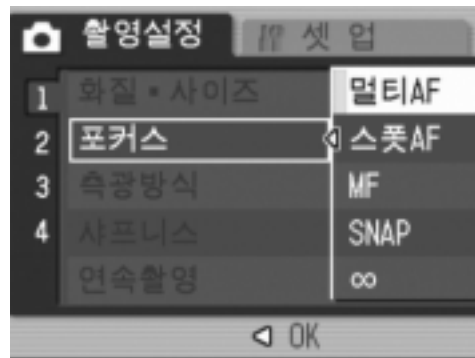 촬영설정 셋업
1 화질•사이즈 멀티AF
2 포커스 스폿AF
3 측광방식 MF
4 샤프니스 SNAP
연속촬영 ∞
OK